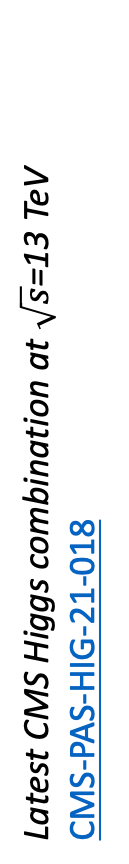 Latest CMS Higgs combination at √s=13 TeV
CMS-PAS-HIG-21-018